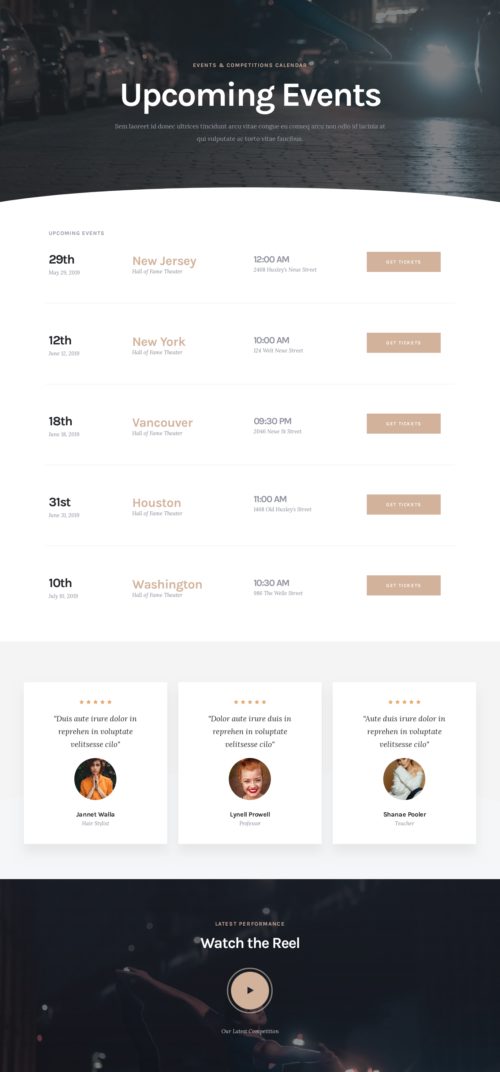 EVENTS & COMPETITIONS CALENDAR
Upcoming Events
Sem laoreet id donec ultrices tincidunt arcu vitae congue eu conseq arcu non odio id lacinia at
qui vulputate ac torto vitae faucibus.
UPCOMING EVENTS
29th
May 29, 2019
New Jersey
Hall of Fame Theater
12:00 AM
2408 Huxley's Neue Street
GET TICKETS
12th
June 12, 2019
New York
Hall of Fame Theater
10:00 AM
124 Welt Neue Street
GET TICKETS
18th
June 18, 2019
Vancouver
Hall of Fame Theater
09:30 PM
2046 Neue St Street
GET TICKETS
31st
June 31, 2019
Houston
Hall of Fame Theater
11:00 AM
1408 Old Huxley's Street
GET TICKETS
10th
July 10, 2019
Washington
Hall of Fame Theater
10:30 AM
986 The Wells Street
GET TICKETS
"Duis aute irure dolor in
reprehen in voluptate
velitsesse cilo"
Jannet Walla
Hair Stylist
"Dolor aute irure duis in
reprehen in voluptate
velitsesse cilo"
Lynell Prowell
Professor
"Aute duis irure dolor in
reprehen in voluptate
velitsesse cilo"
Shanae Pooler
Teacher
LATEST PERFORMANCE
Watch the Reel
Our Latest Competition